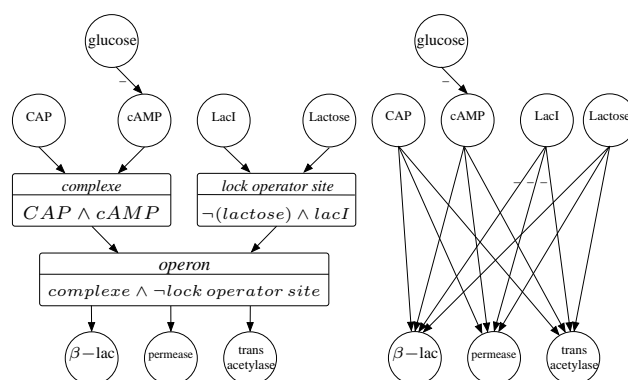 glucose
−
CAP
cAMP
LacI
Lactose
complexe
CAP ∧ cAMP
lock operator site
¬(lactose) ∧ lacI
operon
complexe ∧ ¬lock operator site
β−lac
permease
trans
acetylase
glucose
−
CAP
cAMP
LacI
Lactose
− − −
β−lac
permease
trans
acetylase